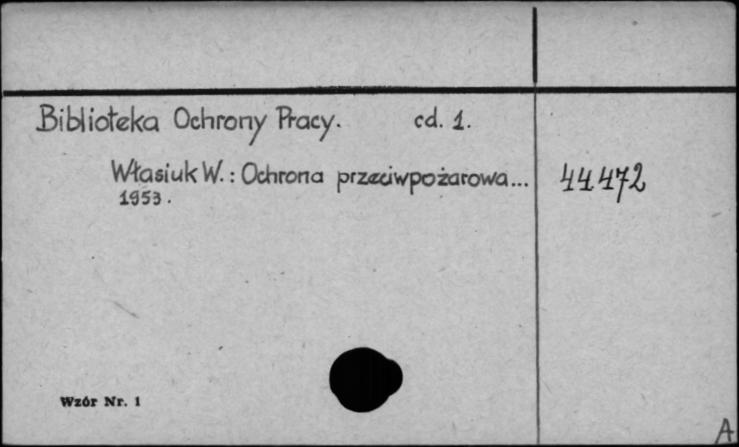 Biblioteka Ochrony Pracy. cd. 1.
Własiuk W.: Ochrona przeciwpożarowa... 44472
1953.
Wzór Nr. 1
A